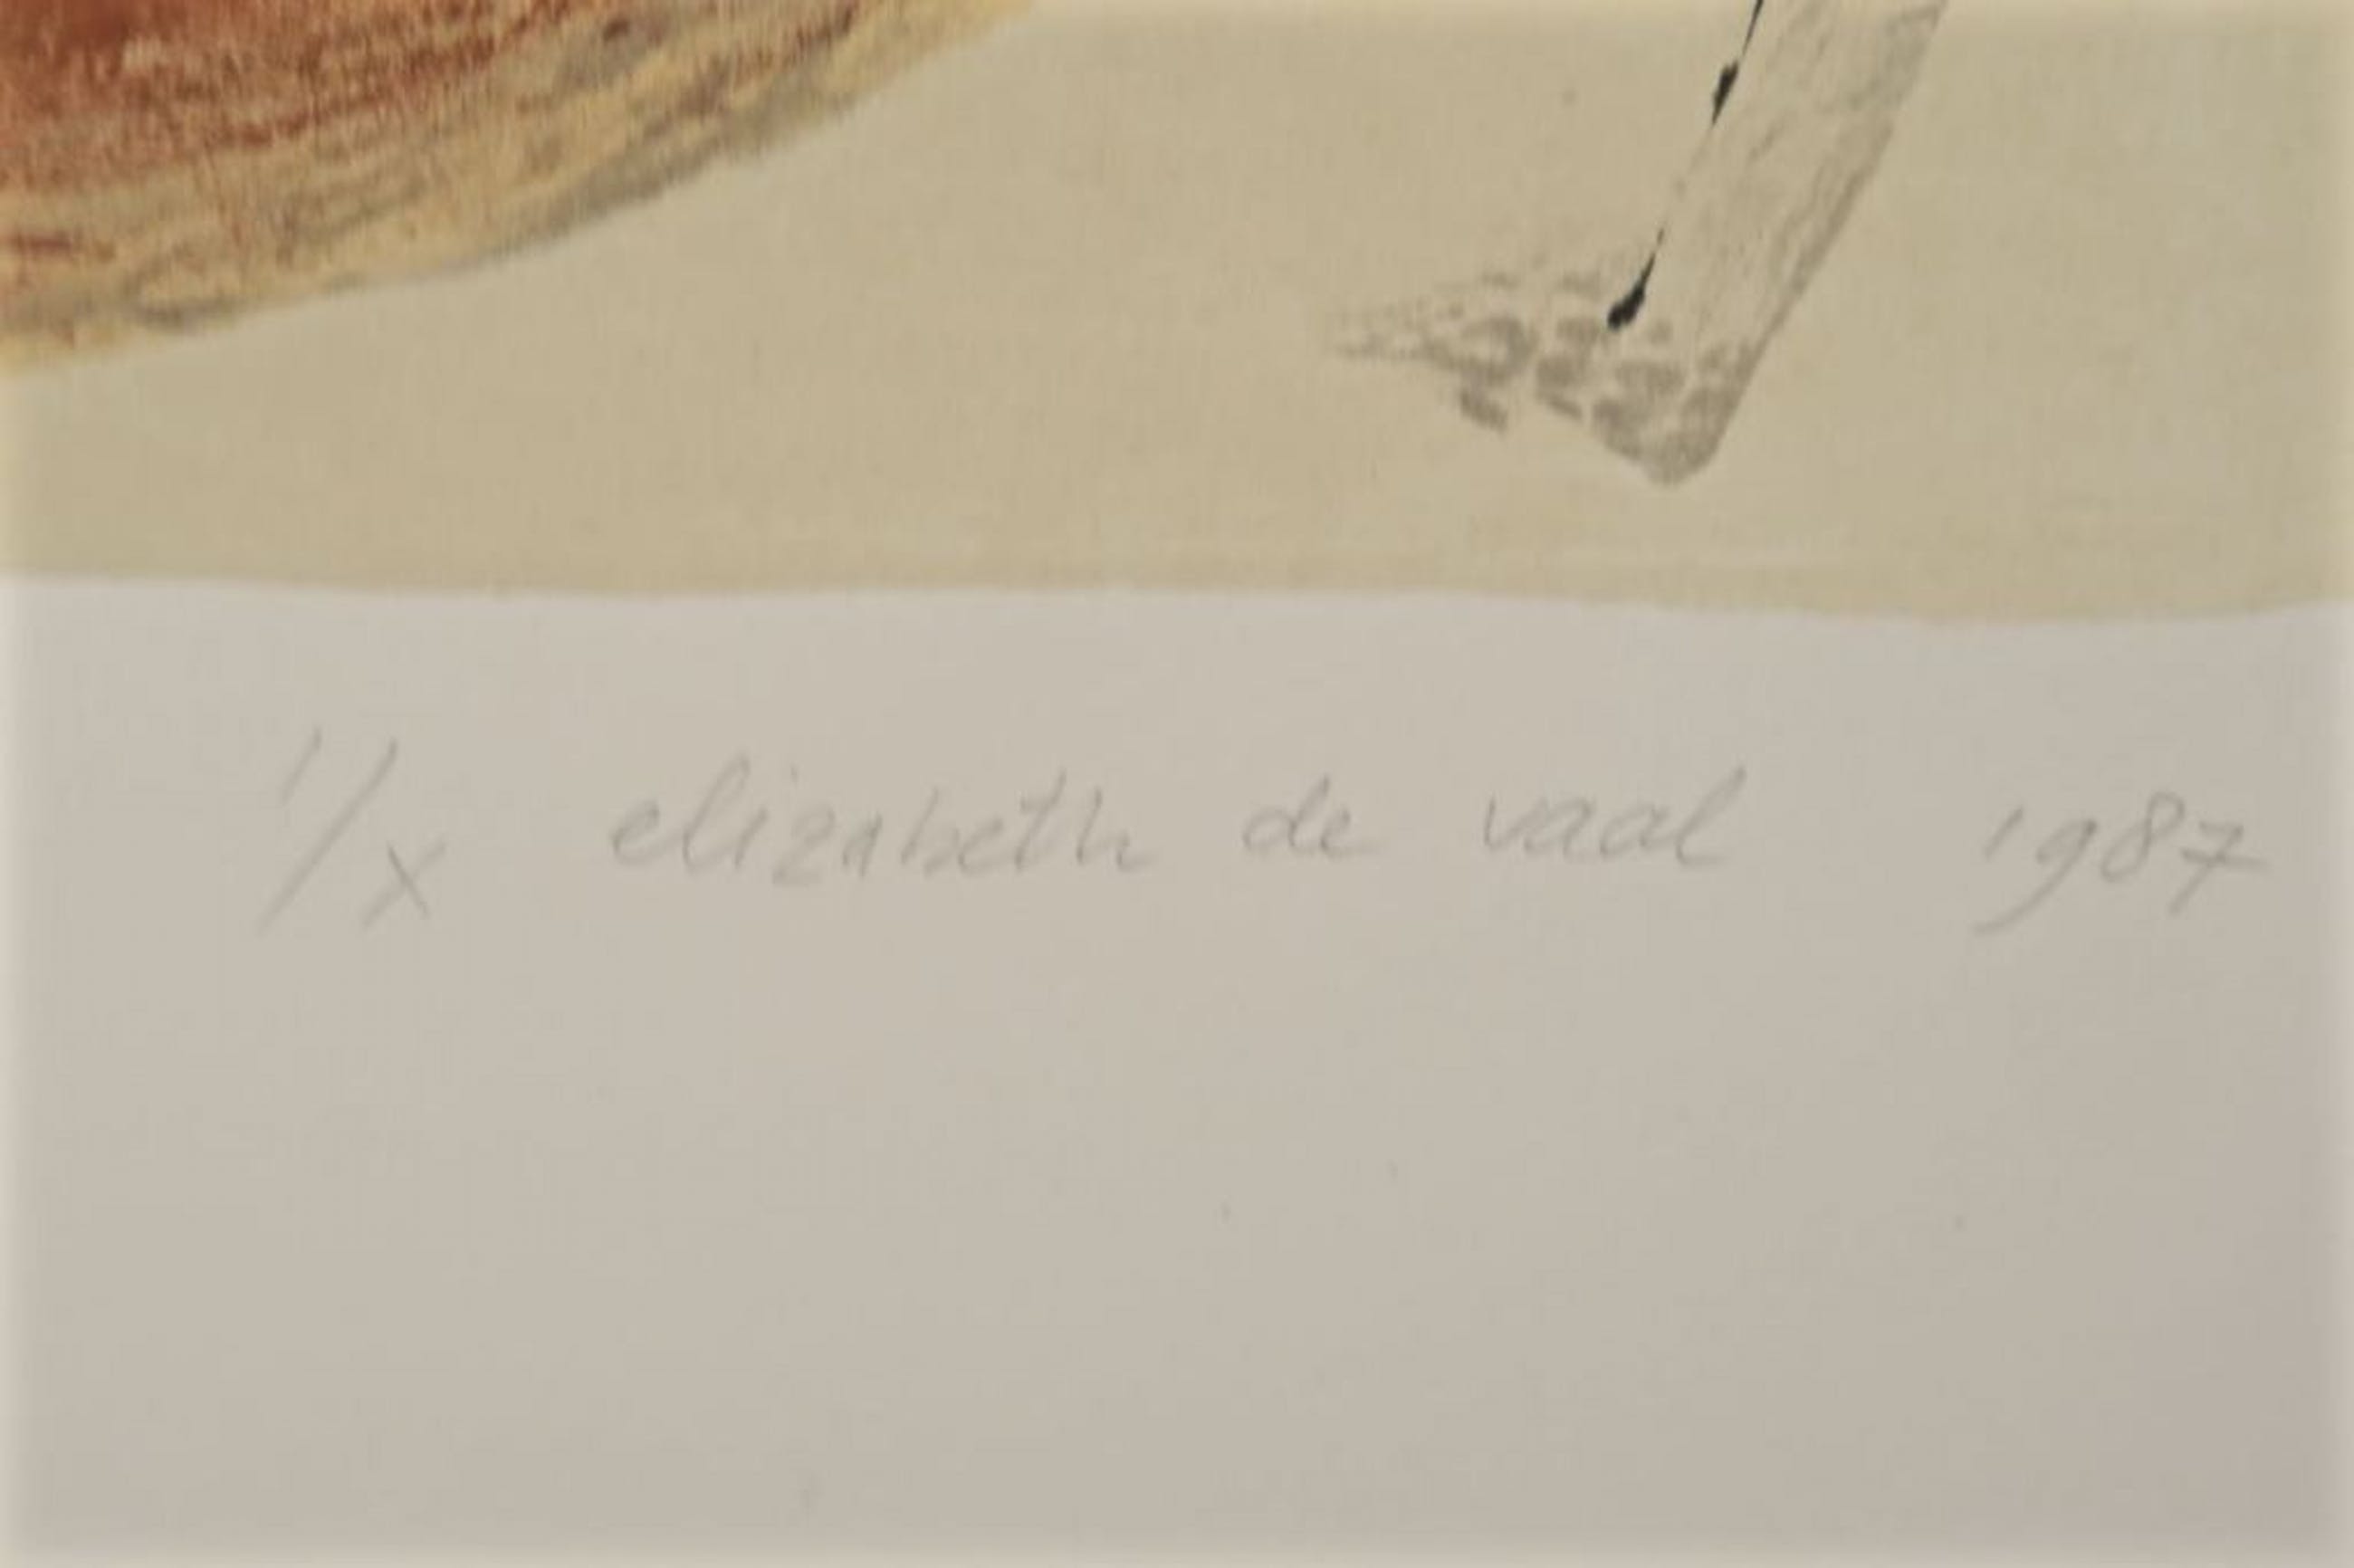 1/x elizabeth de vaal 1987